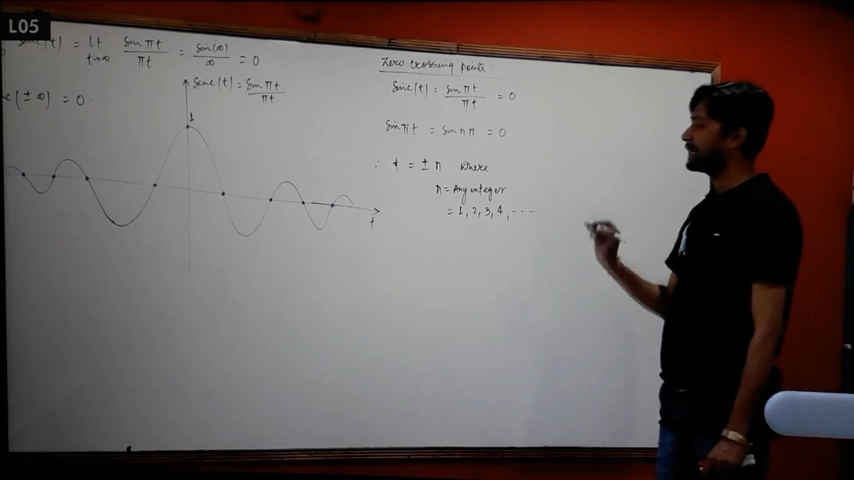 L05
sinc(t) = Lt t→∞ sin πt / πt = sin(∞) / ∞ = 0
(± ∞) = 0.
Sinc(t) = sin πt / πt
1
t
Zero crossing points
Sinc(t) = sin πt / πt = 0
Sin πt = sin nπ = 0
∴ t = ± n where
n = Any integer
= 1, 2, 3, 4, -----